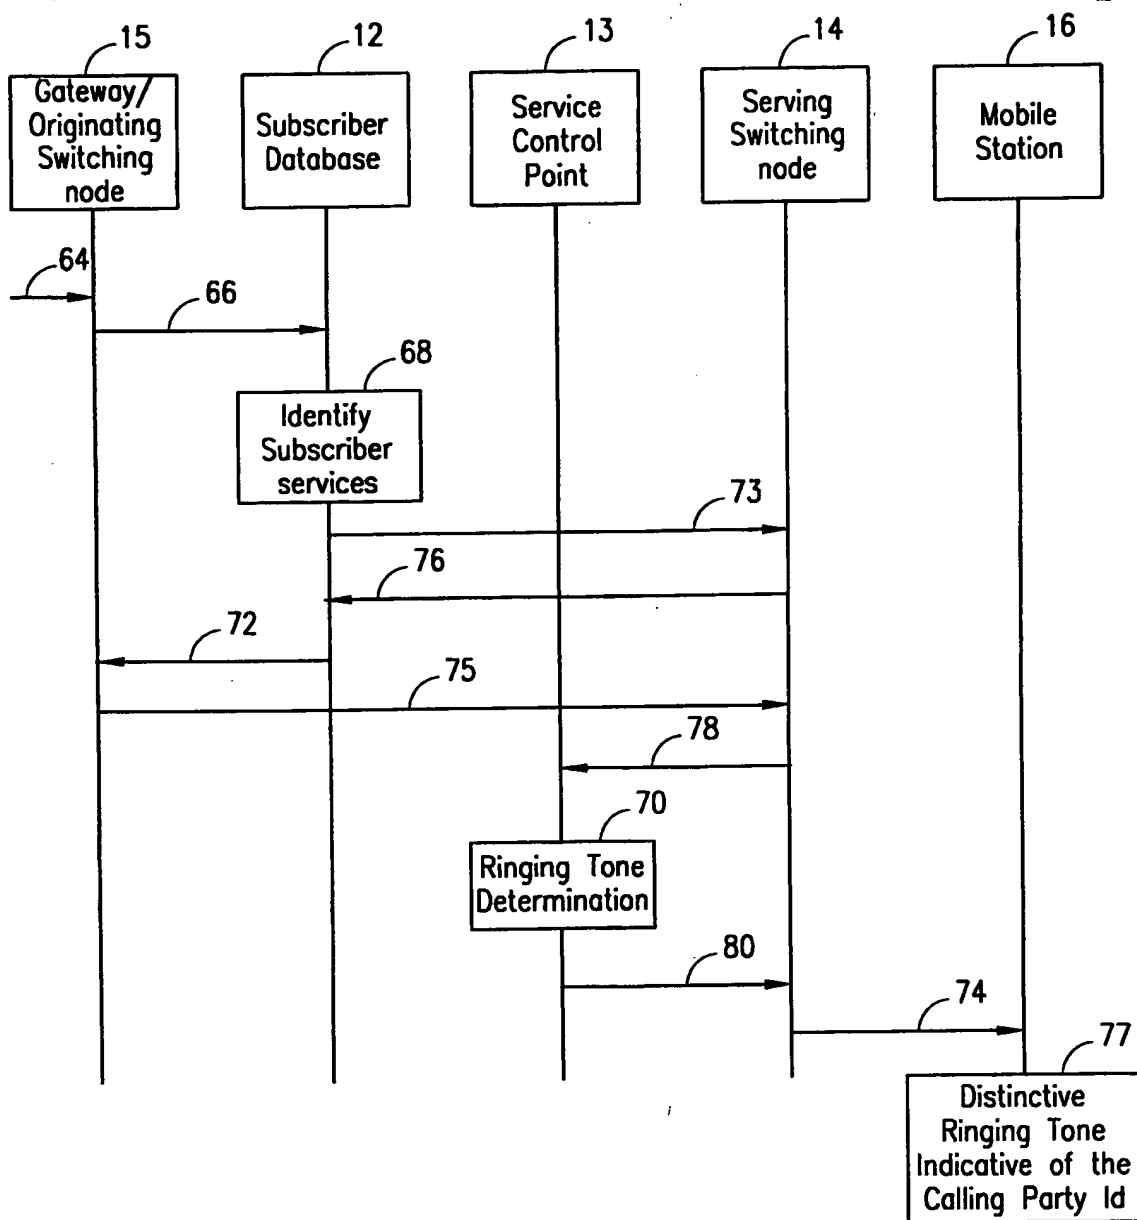 15
12
13
14
16
Gateway/
Originating
Switching
node
Subscriber
Database
Service
Control
Point
Serving
Switching
node
Mobile
Station
64
66
68
Identify
Subscriber
services
73
76
72
75
78
70
Ringing Tone
Determination
80
74
77
Distinctive
Ringing Tone
Indicative of the
Calling Party Id